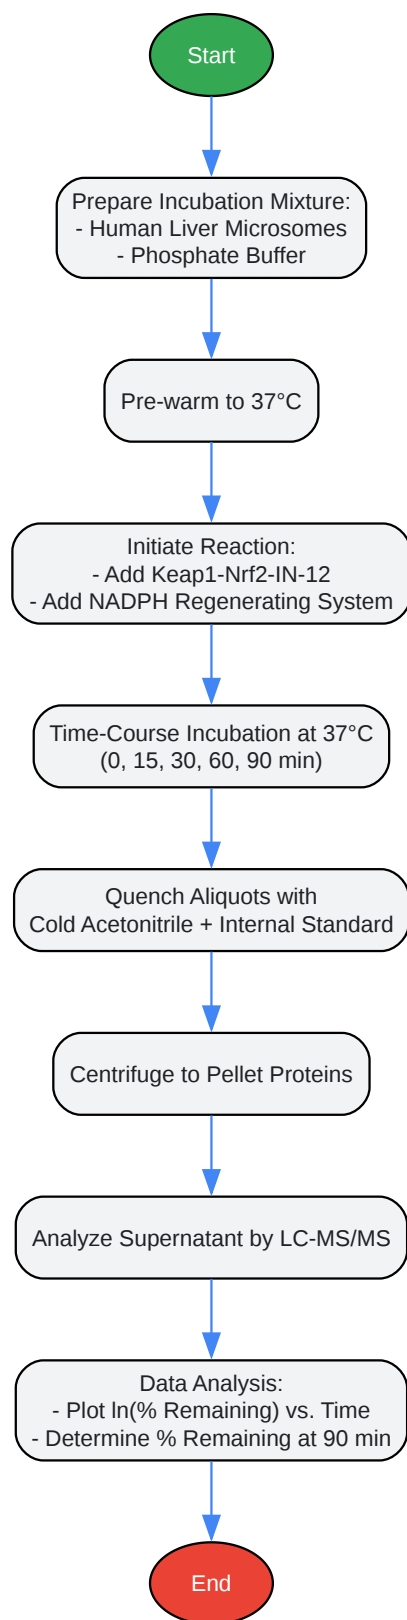 Start
Prepare Incubation Mixture:
- Human Liver Microsomes
- Phosphate Buffer
Pre-warm to 37°C
Initiate Reaction:
- Add Keap1-Nrf2-IN-12
- Add NADPH Regenerating System
Time-Course Incubation at 37°C
(0, 15, 30, 60, 90 min)
Quench Aliquots with
Cold Acetonitrile + Internal Standard
Centrifuge to Pellet Proteins
Analyze Supernatant by LC-MS/MS
Data Analysis:
- Plot ln(% Remaining) vs. Time
- Determine % Remaining at 90 min
End